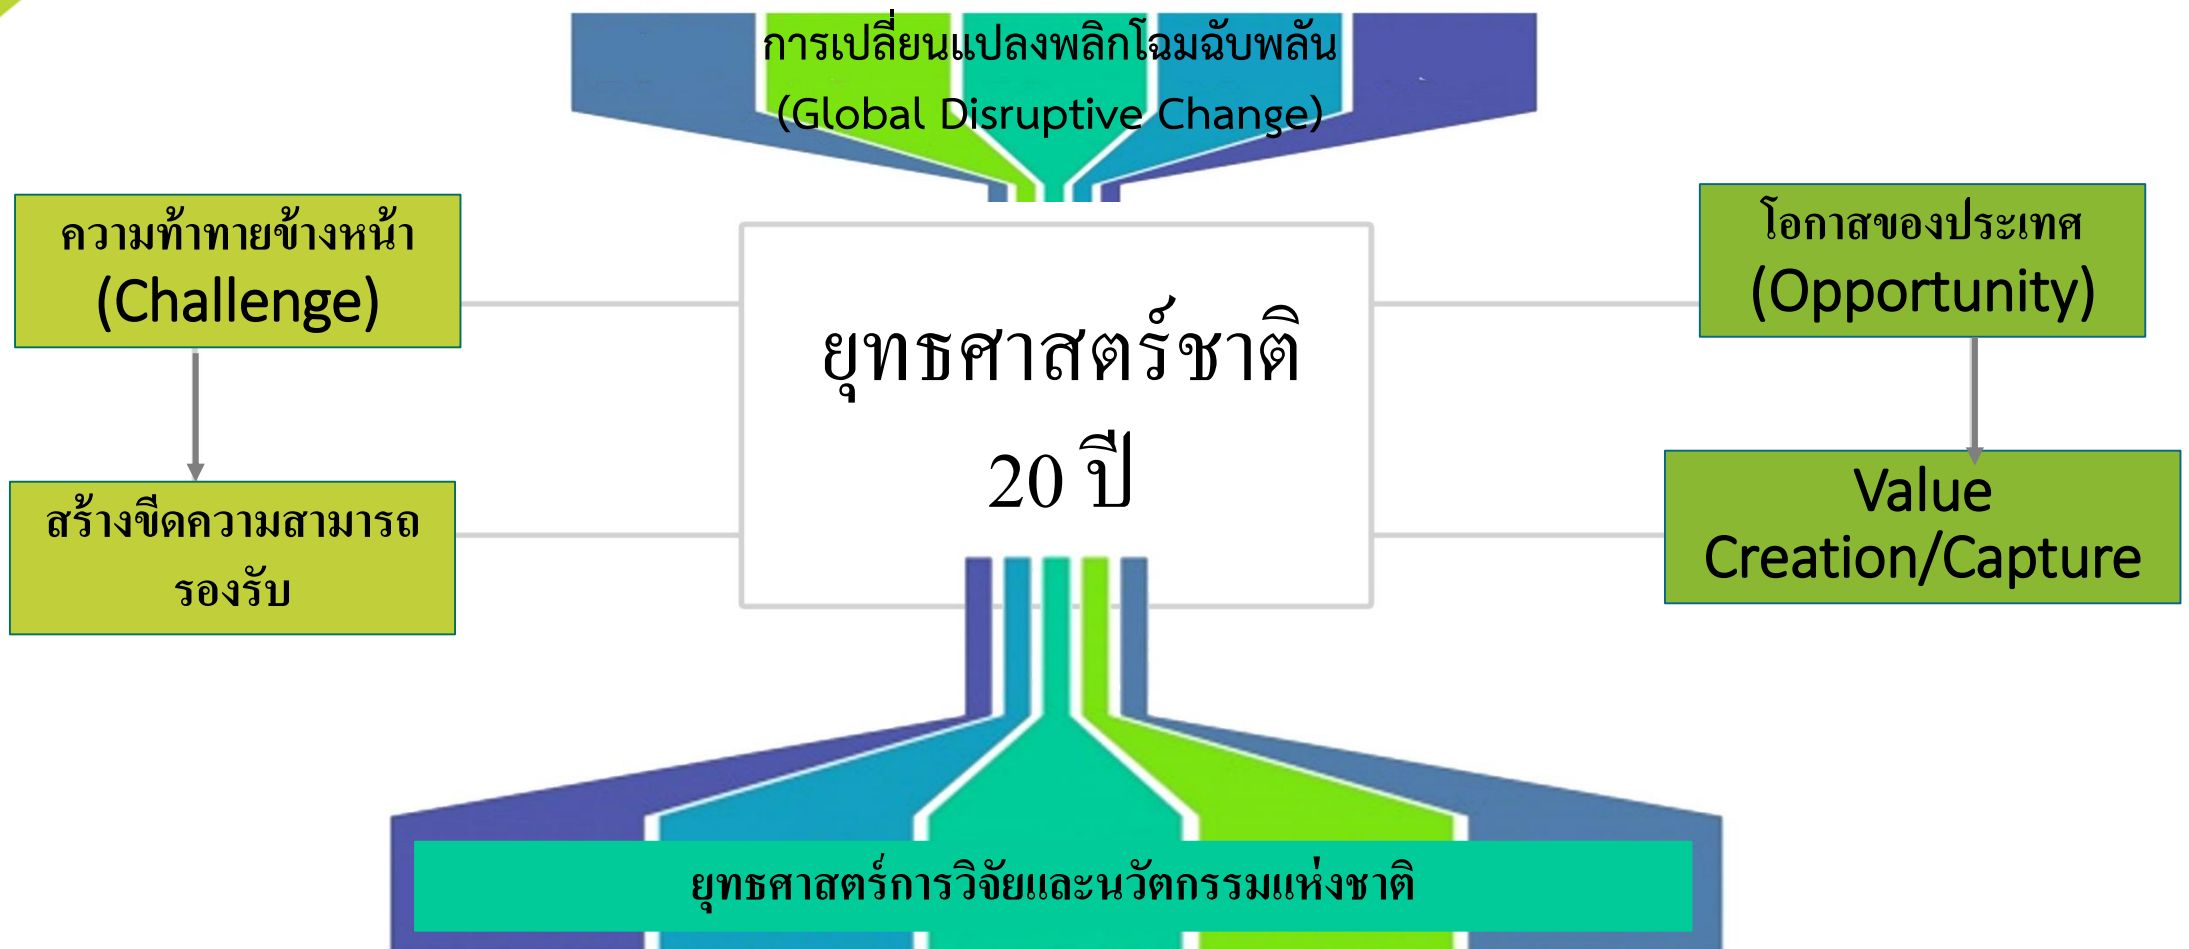 การเปลี่ยนแปลงพลิกโฉมฉับพลัน
(Global Disruptive Change)
ความท้าทายข้างหน้า
(Challenge)
สร้างขีดความสามารถ
รองรับ
ยุทธศาสตร์ชาติ
20 ปี
โอกาสของประเทศ
(Opportunity)
Value
Creation/Capture
ยุทธศาสตร์การวิจัยและนวัตกรรมแห่งชาติ